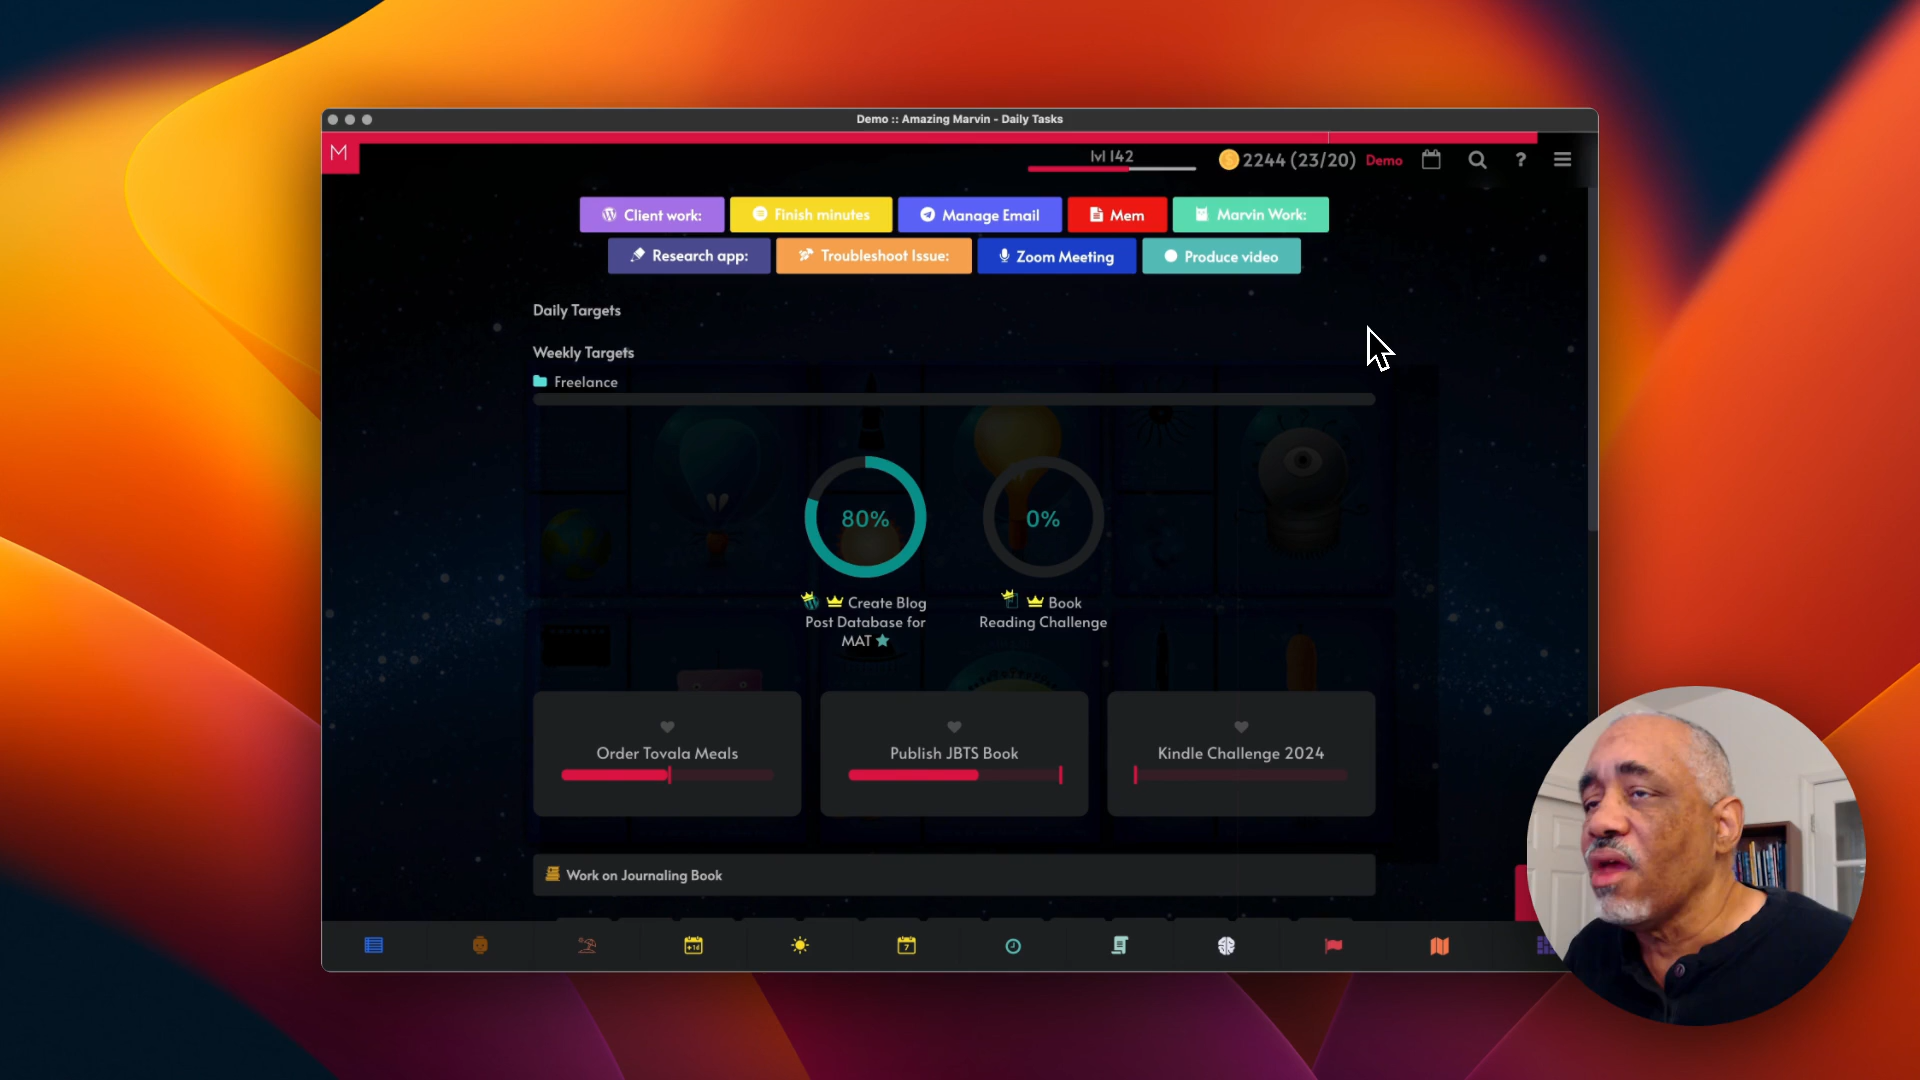 Demo :: Amazing Marvin - Daily Tasks
M
lvl 142
2244 (23/20)
Demo
?
Client work:
Finish minutes
Manage Email
Mem
Marvin Work:
Research app:
Troubleshoot Issue:
Zoom Meeting
Produce video
Daily Targets
Weekly Targets
Freelance
80%
0%
Create Blog
Post Database for
MAT
Book
Reading Challenge
Order Tovala Meals
Publish JBTS Book
Kindle Challenge 2024
Work on Journaling Book
+14
7